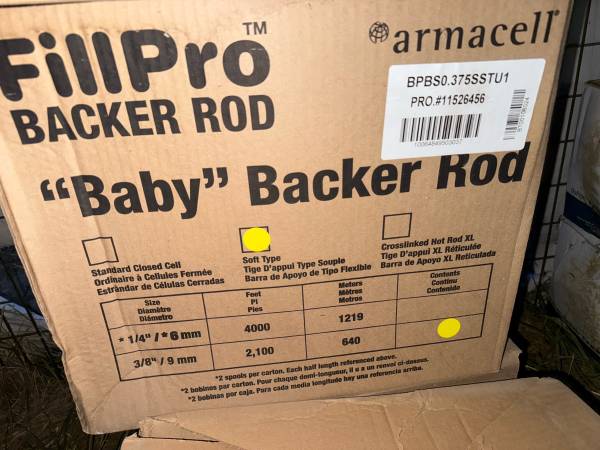 FillPro™
BACKER ROD
armacell®
BPBS0.375SSTU1
PRO.#11526456
"Baby" Backer Rod
Standard Closed Cell
Ordinaire à Cellules Fermée
Estrándar de Células Cerradas
Soft Type
Tige D'appui Type Souple
Barra de Apoyo de Tipo Flexible
Crosslinked Hot Rod XL
Tige D'appui XL Réticulée
Barra de Apoyo XL Reticulada
Size Feet Meters Contents
Diamètre Pi Mètres Continu
Diámetro Pies Metros Contenido
* 1/4" / * 6 mm 4000 1219
3/8" / 9 mm 2,100 640
*2 spools per carton. Each half length referenced above.
*2 bobines par carton. Pour chaque demi-longueur, il e a un renvoi ci-dessus.
*2 bobinas por caja. Para cada media longitude hay una referencia arriba.